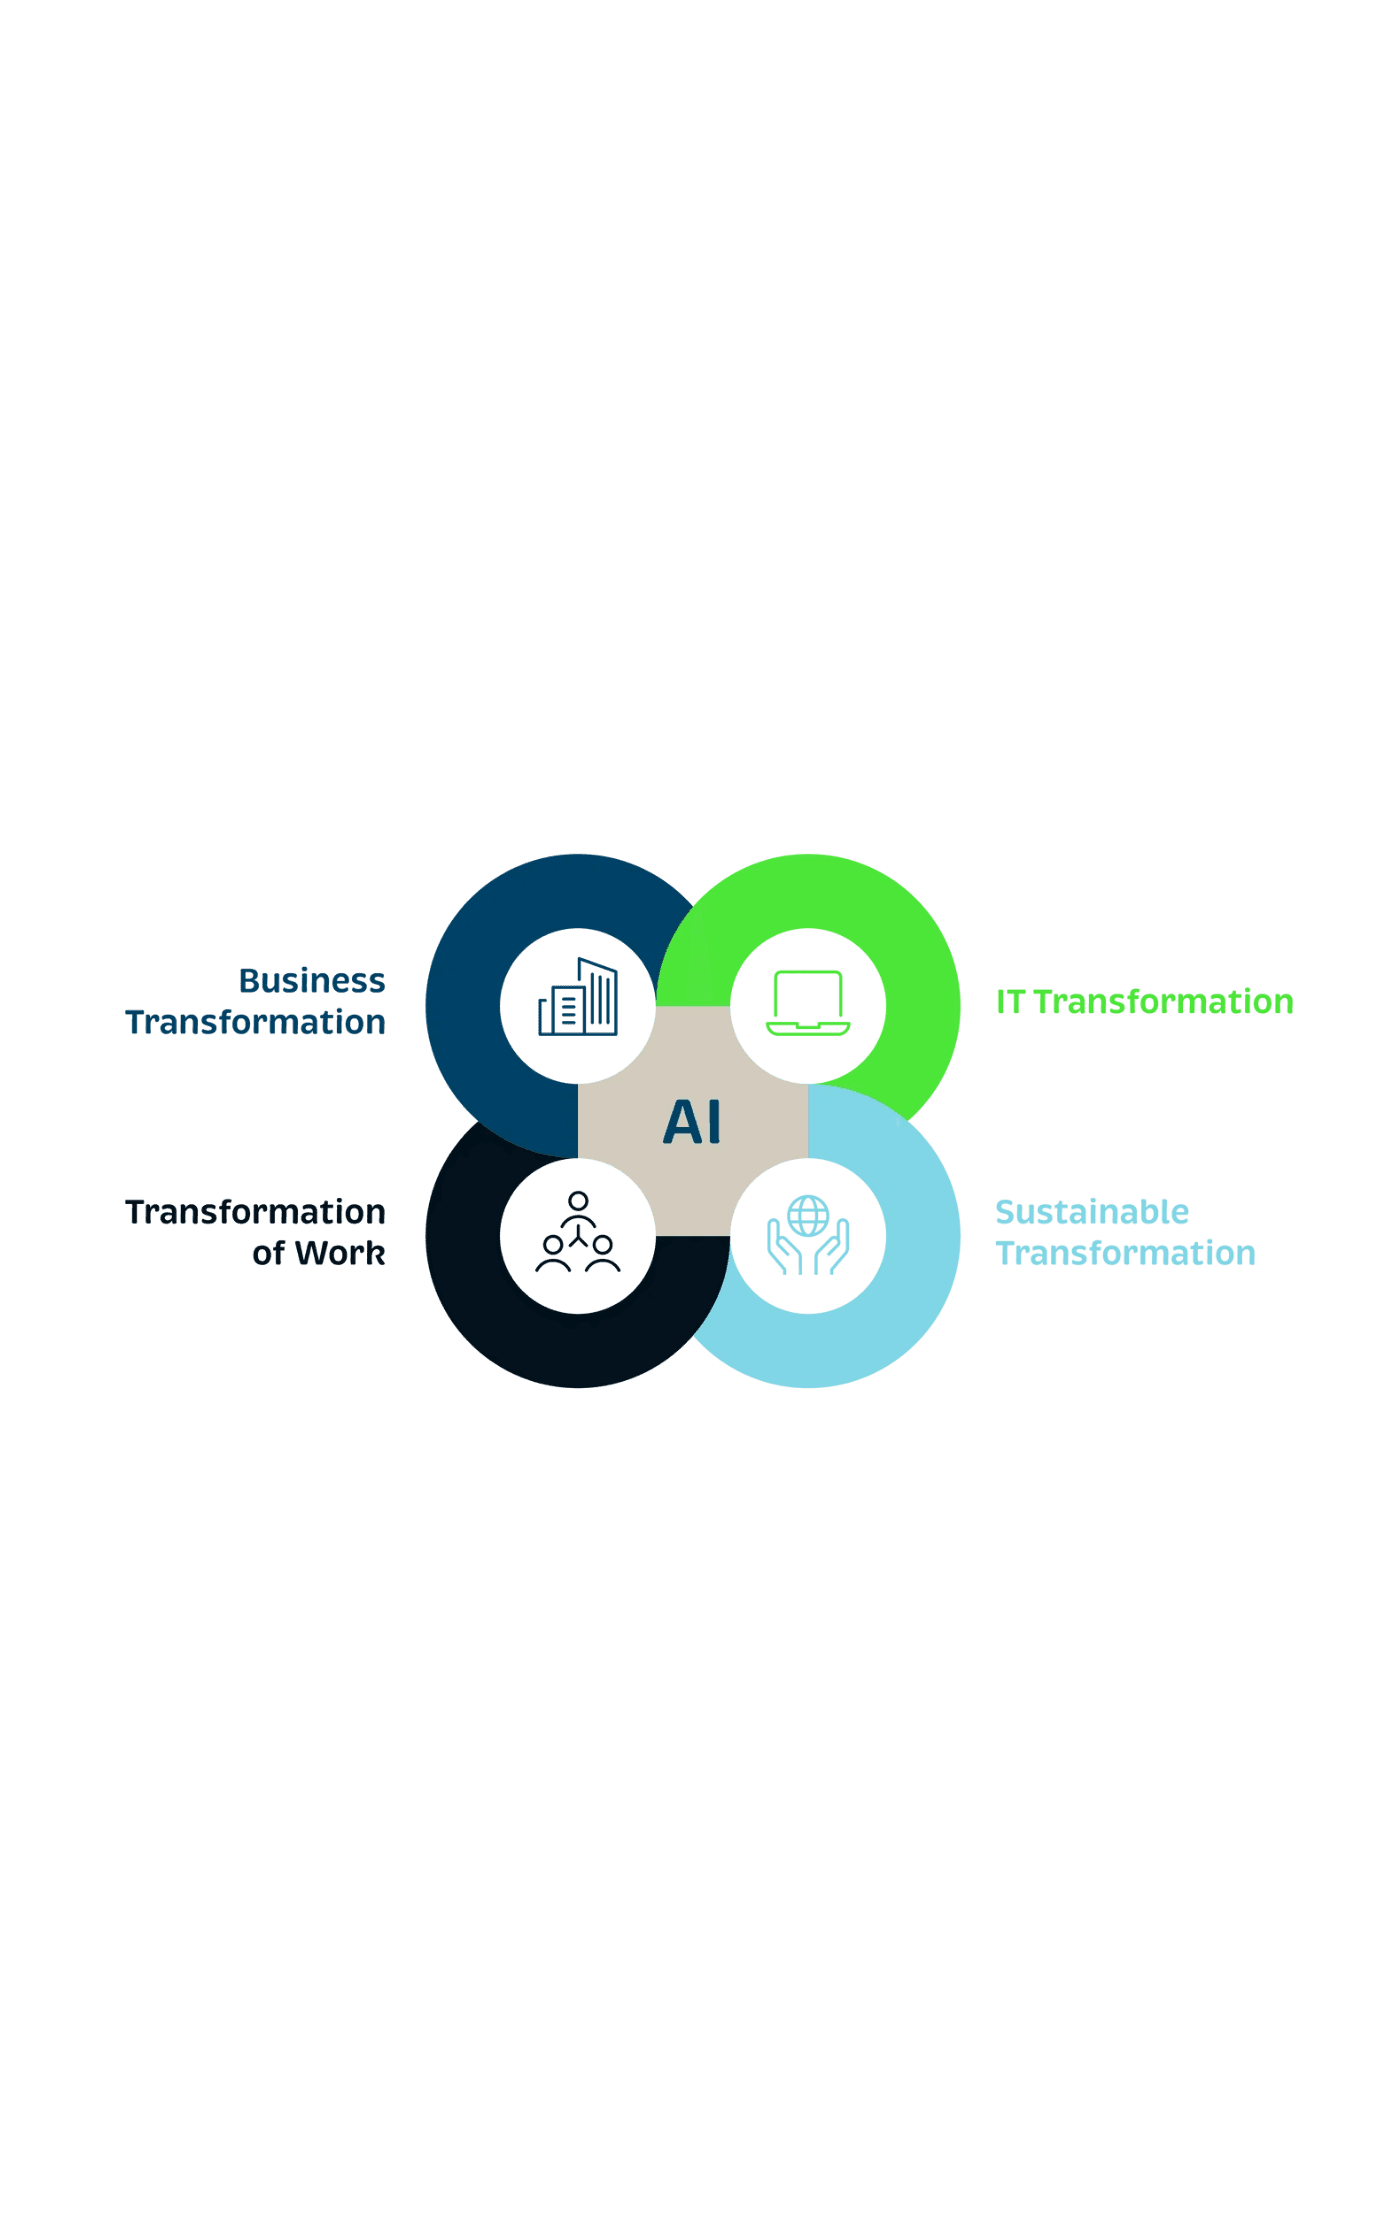 Business
Transformation
IT Transformation
AI
Transformation
of Work
Sustainable
Transformation